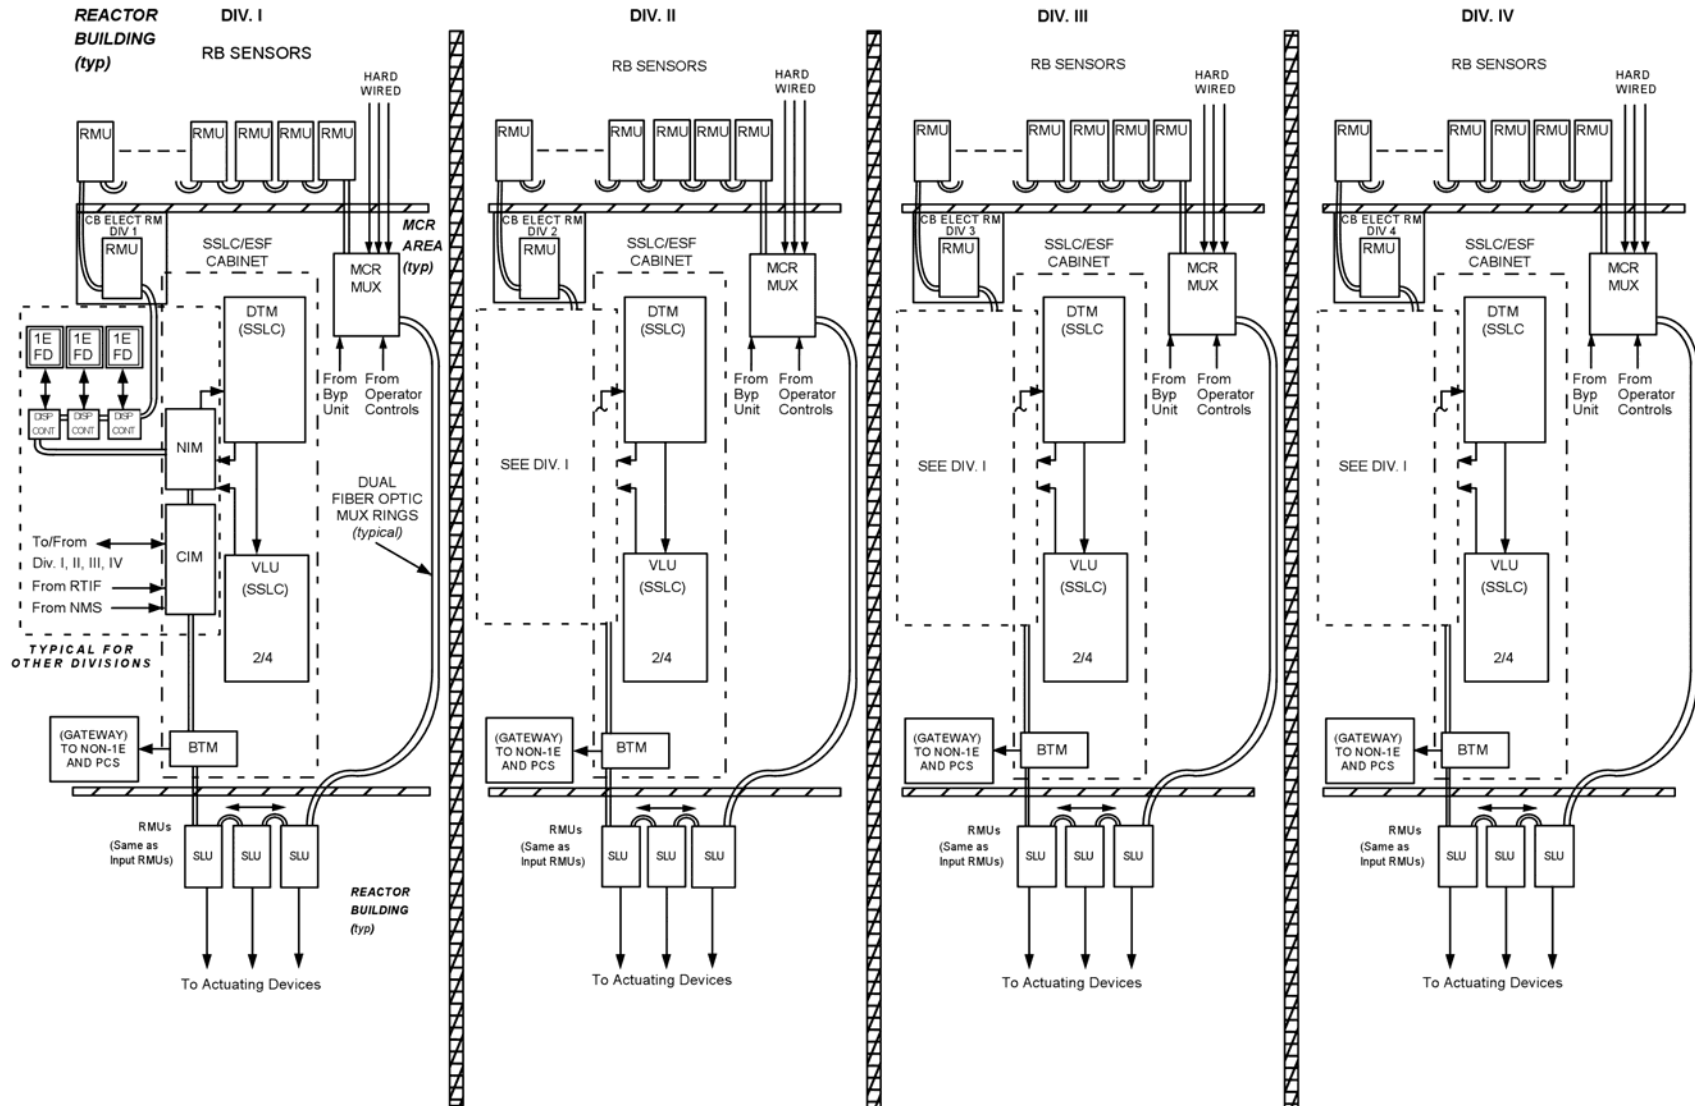 REACTOR
BUILDING
(typ)
DIV. I
RB SENSORS
HARD
WIRED
RMU
RMU
RMU
RMU
RMU
CB ELECT RM
DIV 1
RMU
MCR
AREA
(typ)
SSLC/ESF
CABINET
MCR
MUX
DTM
(SSLC)
1E
FD
1E
FD
1E
FD
DISP
CONT
DISP
CONT
DISP
CONT
NIM
From
Byp
Unit
From
Operator
Controls
DUAL
FIBER OPTIC
MUX RINGS
(typical)
CIM
To/From
Div. I, II, III, IV
From RTIF
From NMS
VLU
(SSLC)
2/4
TYPICAL FOR
OTHER DIVISIONS
(GATEWAY)
TO NON-1E
AND PCS
BTM
RMUs
(Same as
Input RMUs)
SLU
SLU
SLU
REACTOR
BUILDING
(typ)
To Actuating Devices
DIV. II
RB SENSORS
HARD
WIRED
RMU
RMU
RMU
RMU
RMU
CB ELECT RM
DIV 2
RMU
SSLC/ESF
CABINET
MCR
MUX
DTM
(SSLC)
From
Byp
Unit
From
Operator
Controls
SEE DIV. I
VLU
(SSLC)
2/4
(GATEWAY)
TO NON-1E
AND PCS
BTM
RMUs
(Same as
Input RMUs)
SLU
SLU
SLU
To Actuating Devices
DIV. III
RB SENSORS
HARD
WIRED
RMU
RMU
RMU
RMU
RMU
CB ELECT RM
DIV 3
RMU
SSLC/ESF
CABINET
MCR
MUX
DTM
(SSLC
From
Byp
Unit
From
Operator
Controls
SEE DIV. I
VLU
(SSLC)
2/4
(GATEWAY)
TO NON-1E
AND PCS
BTM
RMUs
(Same as
Input RMUs)
SLU
SLU
SLU
To Actuating Devices
DIV. IV
RB SENSORS
HARD
WIRED
RMU
RMU
RMU
RMU
RMU
CB ELECT RM
DIV 4
RMU
SSLC/ESF
CABINET
MCR
MUX
DTM
(SSLC
From
Byp
Unit
From
Operator
Controls
SEE DIV. I
VLU
(SSLC)
2/4
(GATEWAY)
TO NON-1E
AND PCS
BTM
RMUs
(Same as
Input RMUs)
SLU
SLU
SLU
To Actuating Devices